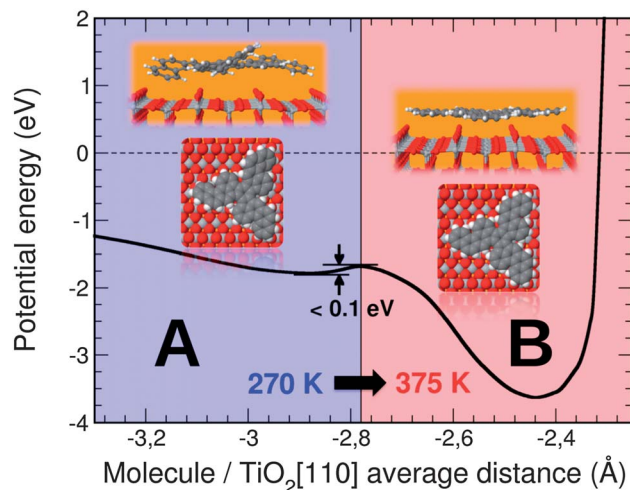 Potential energy (eV)
2
1
0
-1
-2
-3
-4
< 0.1 eV
A
B
270 K
375 K
-3,2
-3
-2,8
-2,6
-2,4
Molecule / TiO₂[110] average distance (Å)